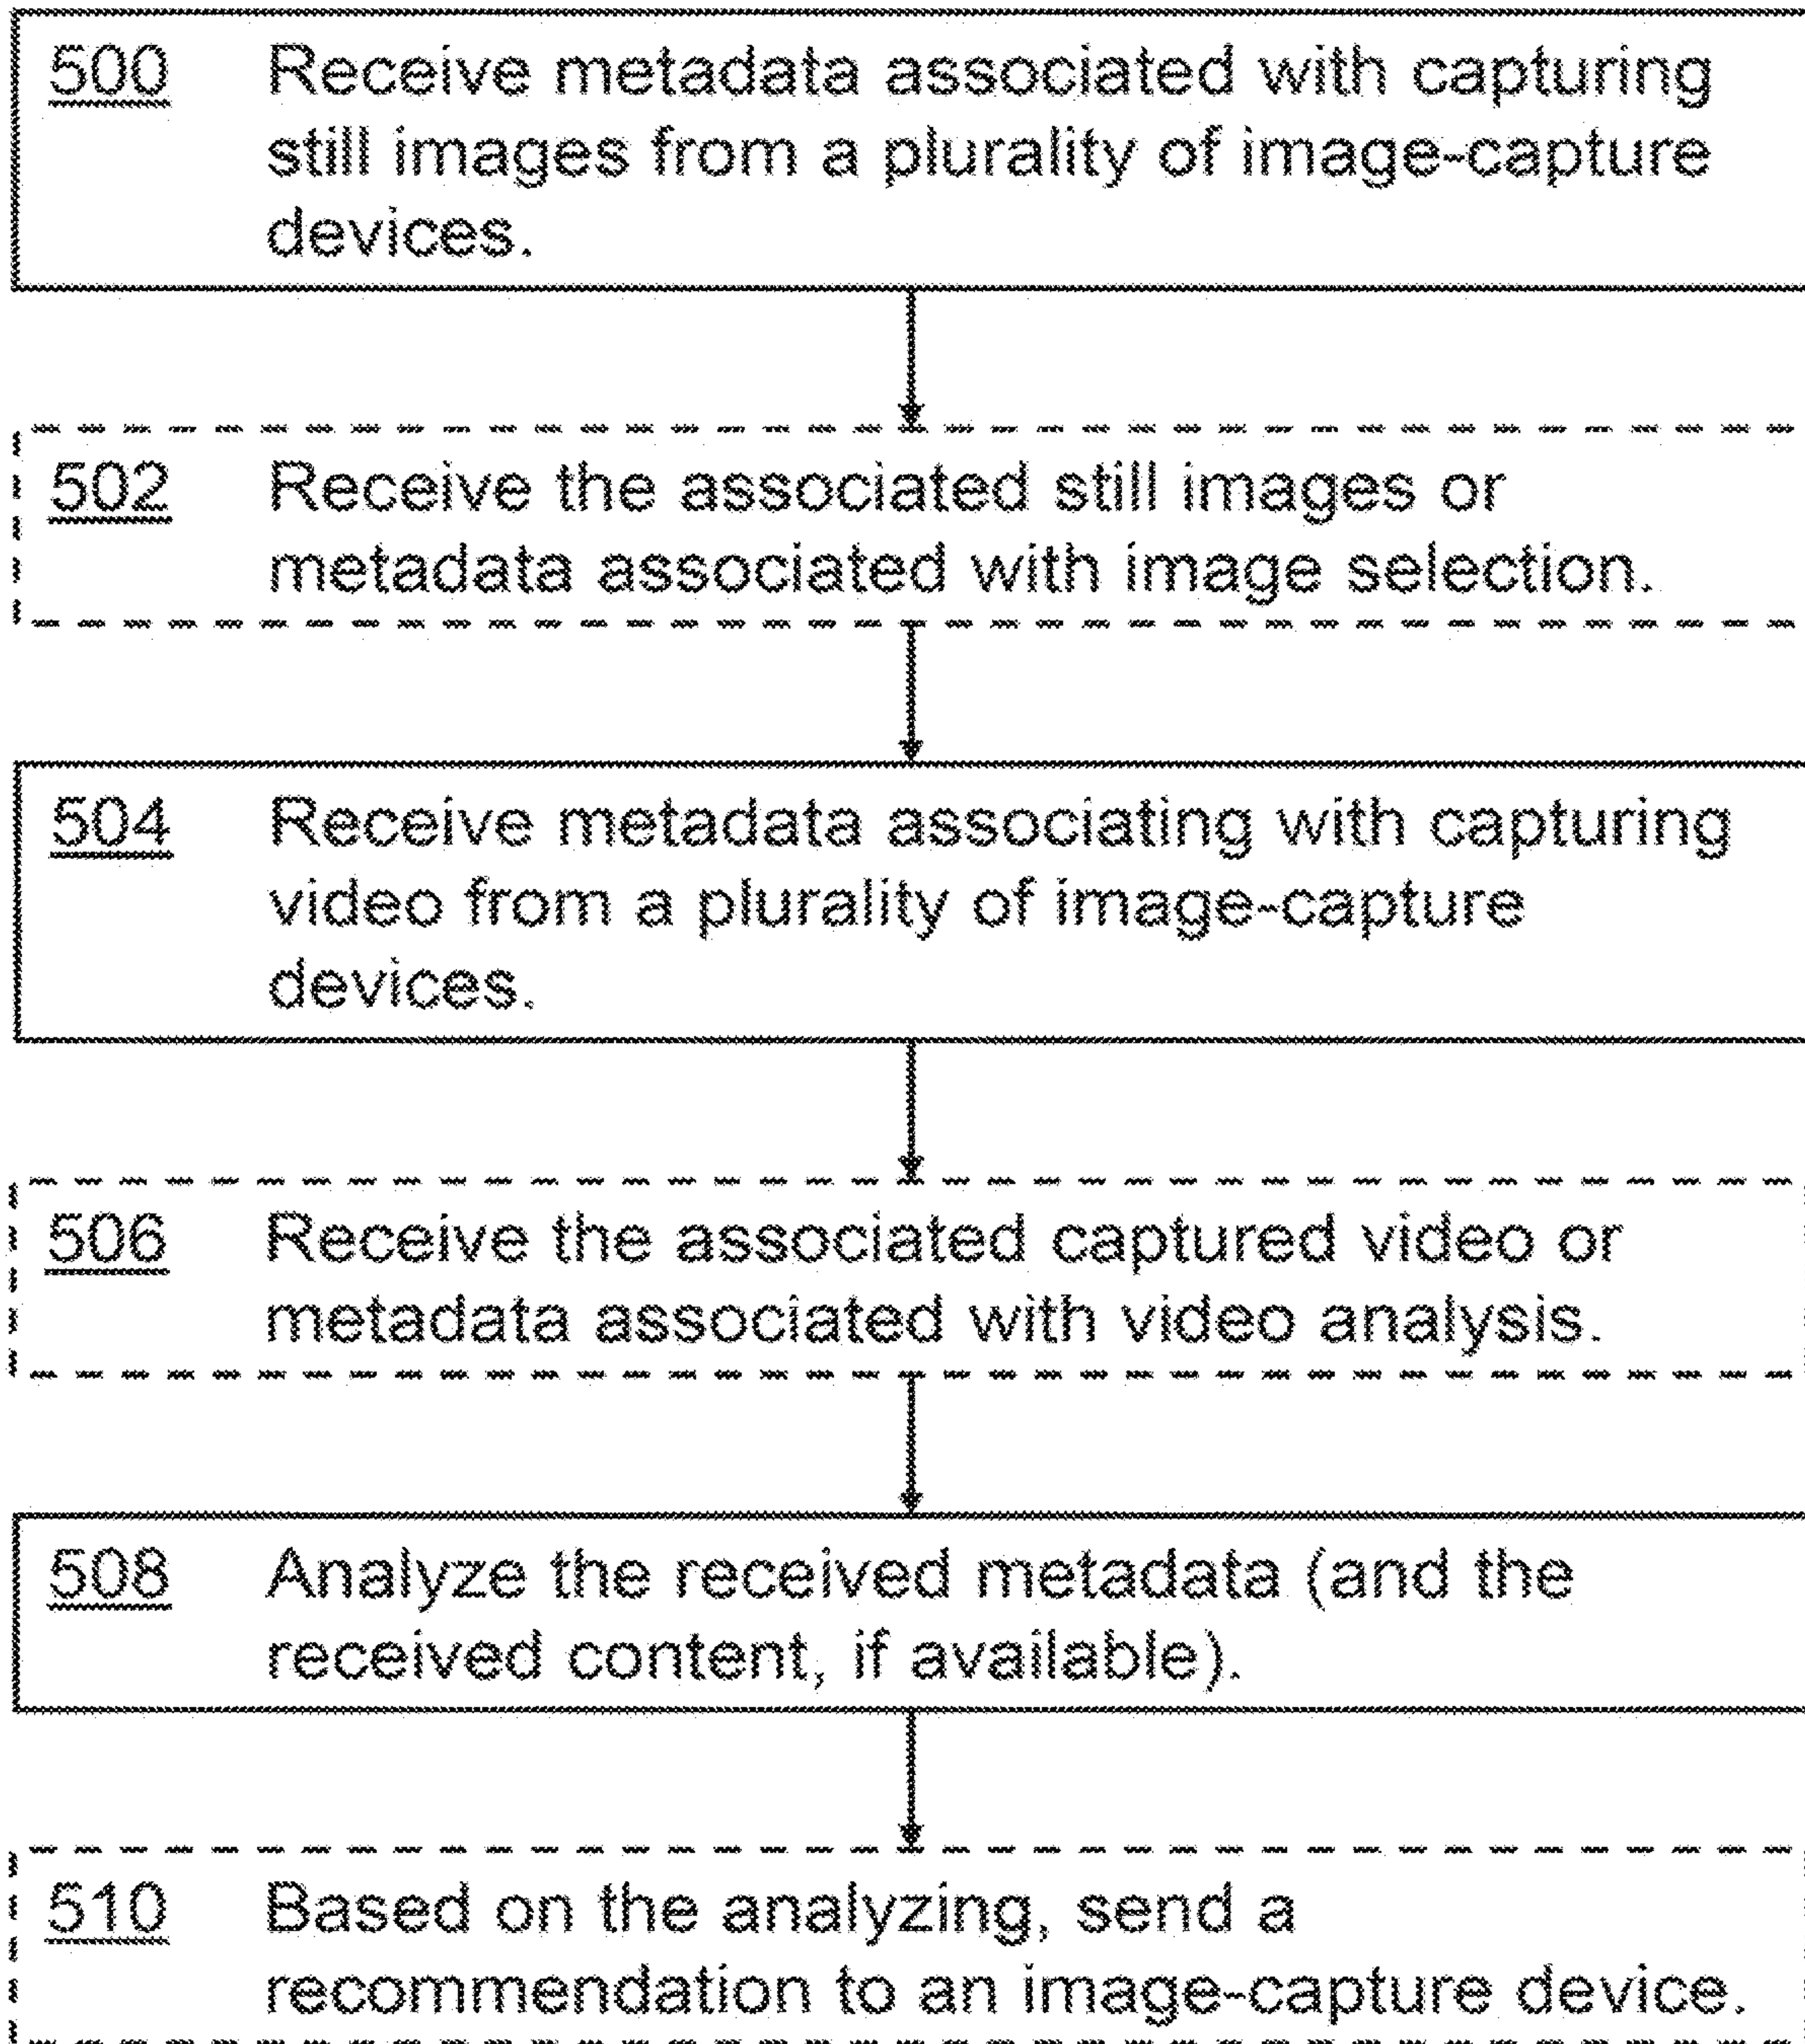 500 Receive metadata associated with capturing
still images from a plurality of image-capture
devices.
502 Receive the associated still images or
metadata associated with image selection.
504 Receive metadata associating with capturing
video from a plurality of image-capture
devices.
506 Receive the associated captured video or
metadata associated with video analysis.
508 Analyze the received metadata (and the
received content, if available).
510 Based on the analyzing, send a
recommendation to an image-capture device.